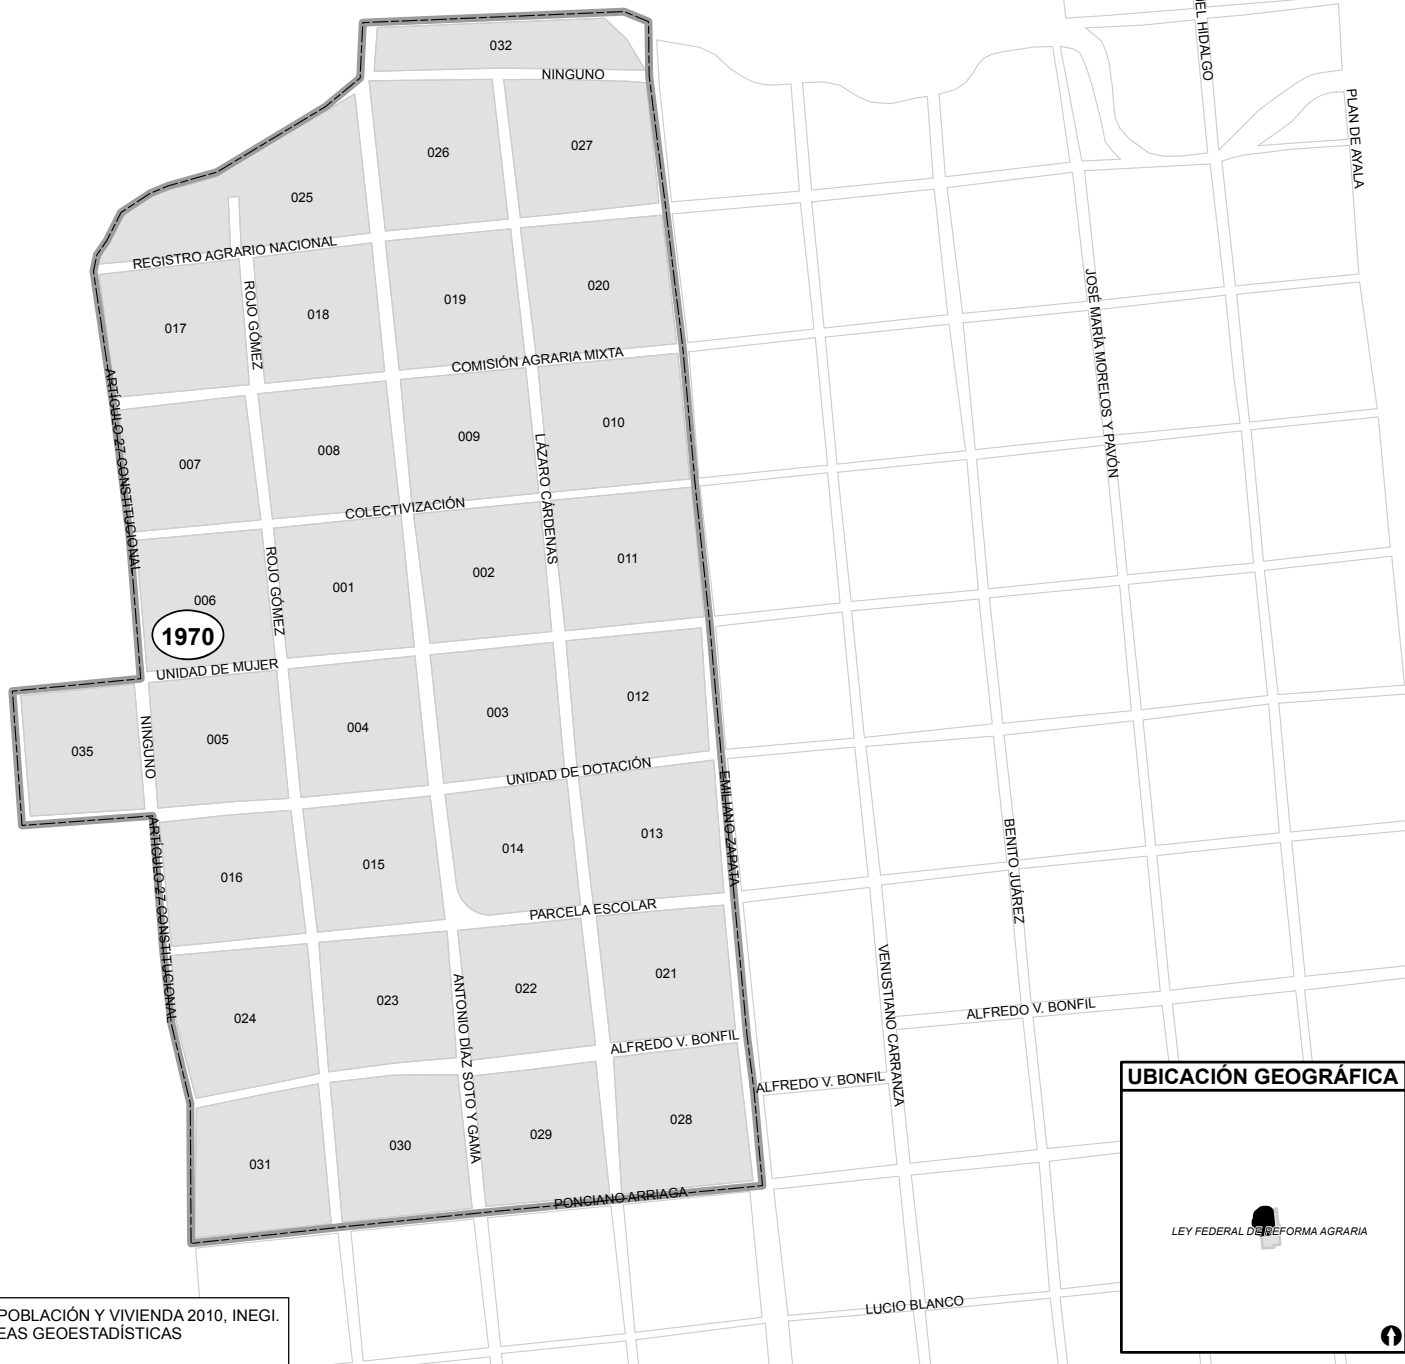 032
NINGUNO
EL HIDALGO
PLAN DE AYALA
026
027
025
REGISTRO AGRARIO NACIONAL
ROJO GÓMEZ
017
018
019
020
JOSÉ MARÍA MORELOS Y PAVÓN
COMISIÓN AGRARIA MIXTA
ARTÍCULO 27 CONSTITUCIONAL
007
008
009
010
LÁZARO CÁRDENAS
COLECTIVIZACIÓN
ROJO GÓMEZ
006
001
002
011
1970
UNIDAD DE MUJER
035
NINGUNO
005
004
003
012
UNIDAD DE DOTACIÓN
EMILIANO ZAPATA
ARTÍCULO 27 CONSTITUCIONAL
016
015
014
013
BENITO JUÁREZ
PARCELA ESCOLAR
VENUSTIANO CARRANZA
024
023
ANTONIO DÍAZ SOTO Y GAMA
022
021
ALFREDO V. BONFIL
ALFREDO V. BONFIL
ALFREDO V. BONFIL
031
030
029
028
PONCIANO ARRIAGA
LUCIO BLANCO
UBICACIÓN GEOGRÁFICA
LEY FEDERAL DE REFORMA AGRARIA
POBLACIÓN Y VIVIENDA 2010, INEGI.
EAS GEOESTADÍSTICAS